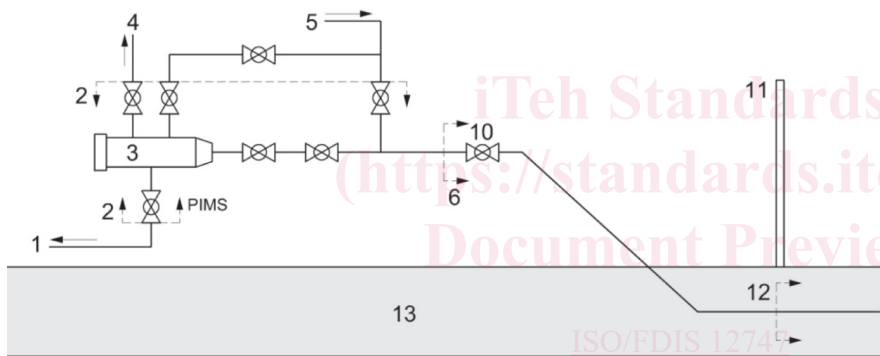 4
5
2
11
iTeh Standards
10
3
(https://standards.ite
6
2
PIMS
1
Document Previe
12
13
ISO/FDIS 12747